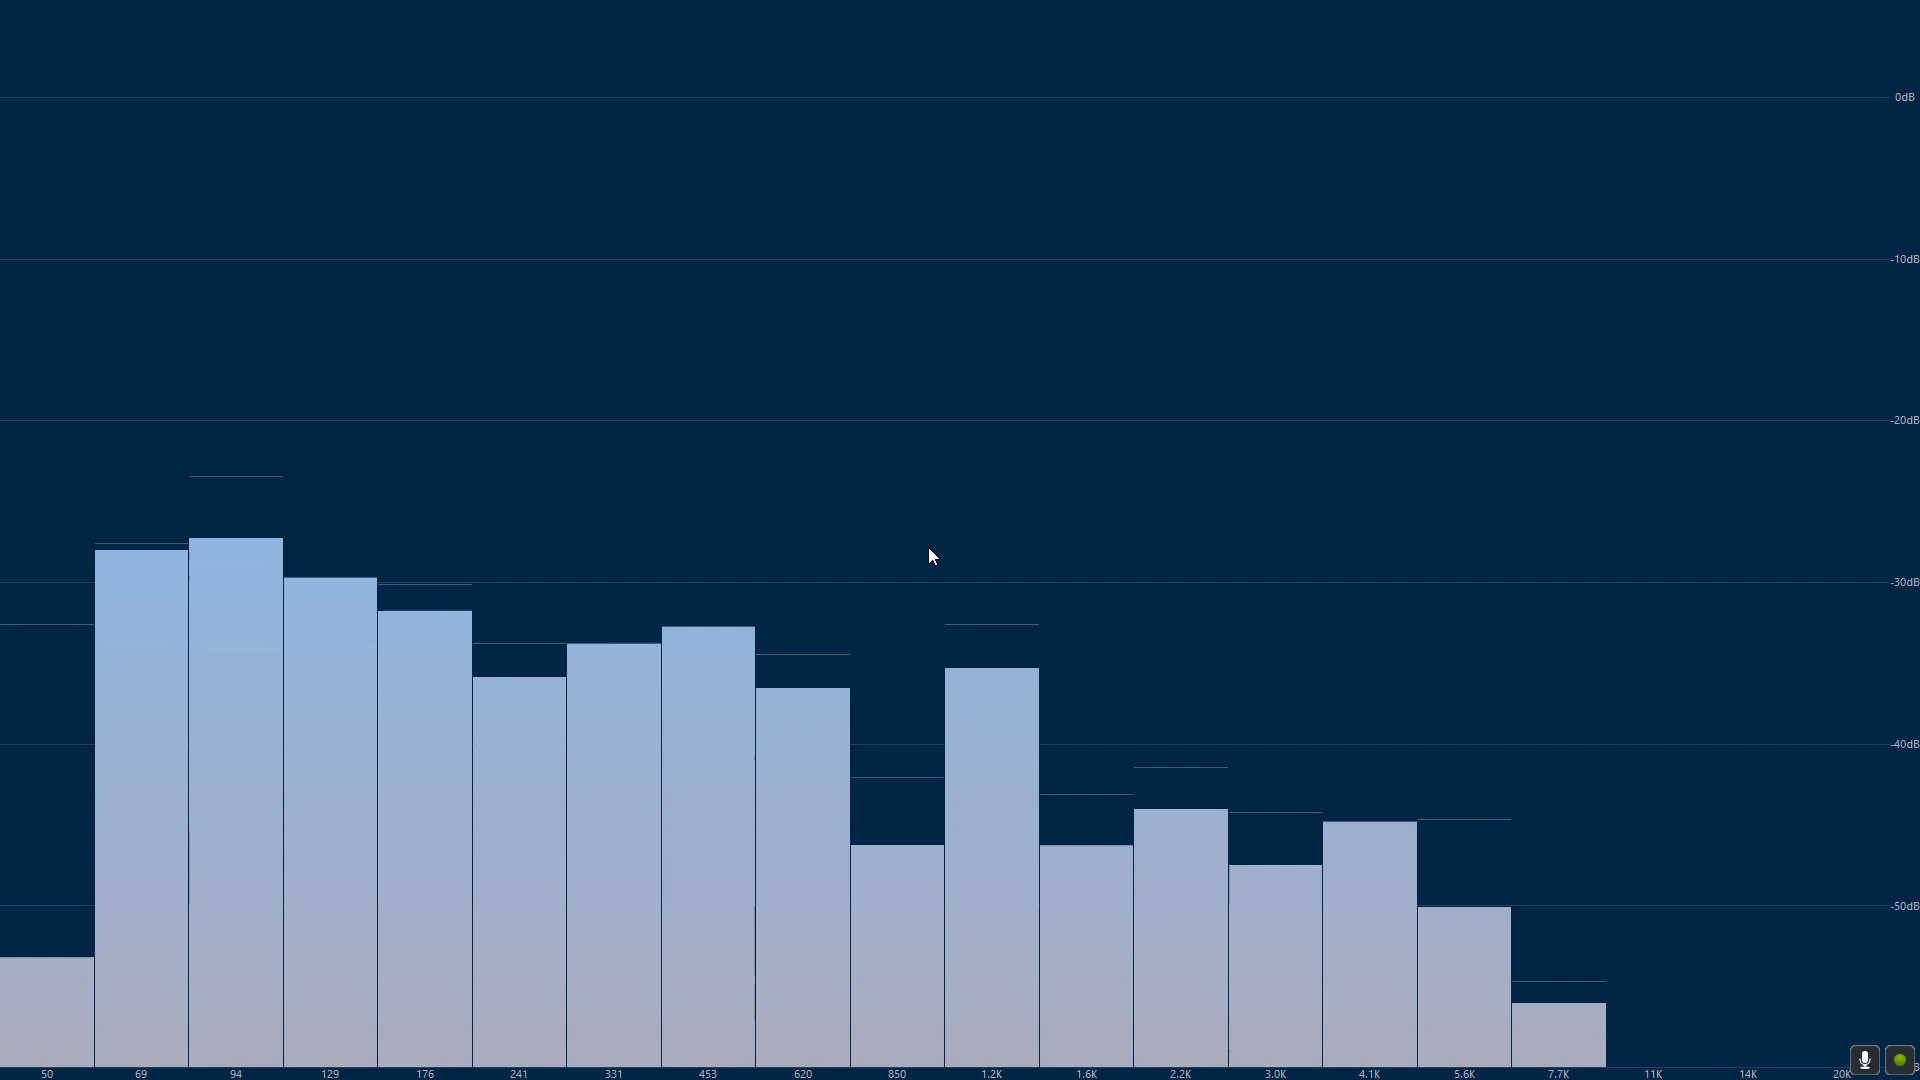 0dB
-10dB
-20dB
-30dB
-40dB
-50dB
50 69 94 129 176 241 331 453 620 850 1.2K 1.6K 2.2K 3.0K 4.1K 5.6K 7.7K 11K 14K 20K